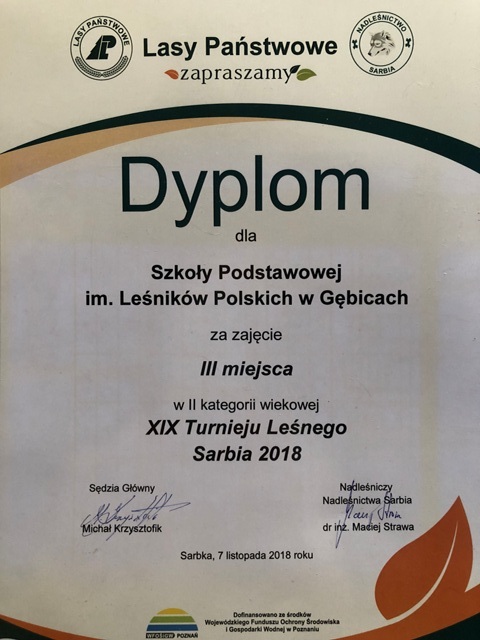 LASY PAŃSTWOWE
Lasy Państwowe
zapraszamy
NADLEŚNICTWO
SARBIA
Dyplom
dla
Szkoły Podstawowej
im. Leśników Polskich w Gębicach
za zajęcie
III miejsca
w II kategorii wiekowej
XIX Turnieju Leśnego
Sarbia 2018
Sędzia Główny
Michał Krzysztofik
Nadleśniczy
Nadleśnictwa Sarbia
dr inż. Maciej Strawa
Sarbka, 7 listopada 2018 roku
WFOŚIGW POZNAŃ
Dofinansowano ze środków
Wojewódzkiego Funduszu Ochrony Środowiska
i Gospodarki Wodnej w Poznaniu